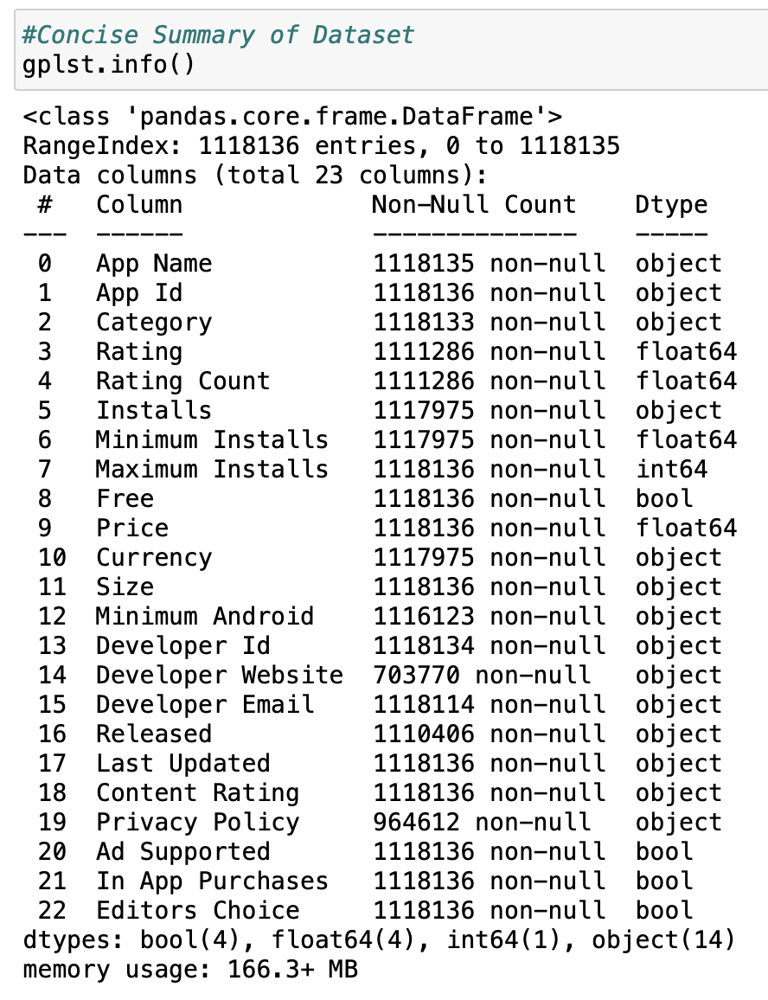 #Concise Summary of Dataset
gplst.info()
<class 'pandas.core.frame.DataFrame'>
RangeIndex: 1118136 entries, 0 to 1118135
Data columns (total 23 columns):
 #   Column             Non-Null Count    Dtype
---  ------             --------------    -----
 0   App Name           1118135 non-null  object
 1   App Id             1118136 non-null  object
 2   Category           1118133 non-null  object
 3   Rating             1111286 non-null  float64
 4   Rating Count       1111286 non-null  float64
 5   Installs           1117975 non-null  object
 6   Minimum Installs   1117975 non-null  float64
 7   Maximum Installs   1118136 non-null  int64
 8   Free               1118136 non-null  bool
 9   Price              1118136 non-null  float64
 10  Currency           1117975 non-null  object
 11  Size               1118136 non-null  object
 12  Minimum Android    1116123 non-null  object
 13  Developer Id       1118134 non-null  object
 14  Developer Website  703770 non-null   object
 15  Developer Email    1118114 non-null  object
 16  Released           1110406 non-null  object
 17  Last Updated       1118136 non-null  object
 18  Content Rating     1118136 non-null  object
 19  Privacy Policy     964612 non-null   object
 20  Ad Supported       1118136 non-null  bool
 21  In App Purchases   1118136 non-null  bool
 22  Editors Choice     1118136 non-null  bool
dtypes: bool(4), float64(4), int64(1), object(14)
memory usage: 166.3+ MB